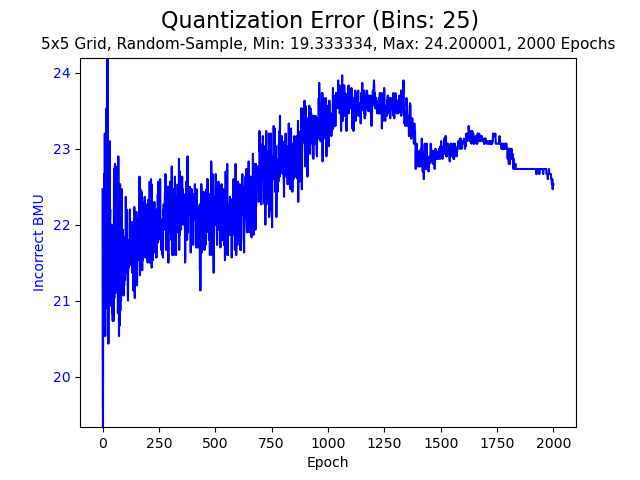 Quantization Error (Bins: 25)
5x5 Grid, Random-Sample, Min: 19.333334, Max: 24.200001, 2000 Epochs
24
23
22
21
20
Incorrect BMU
0 250 500 750 1000 1250 1500 1750 2000
Epoch